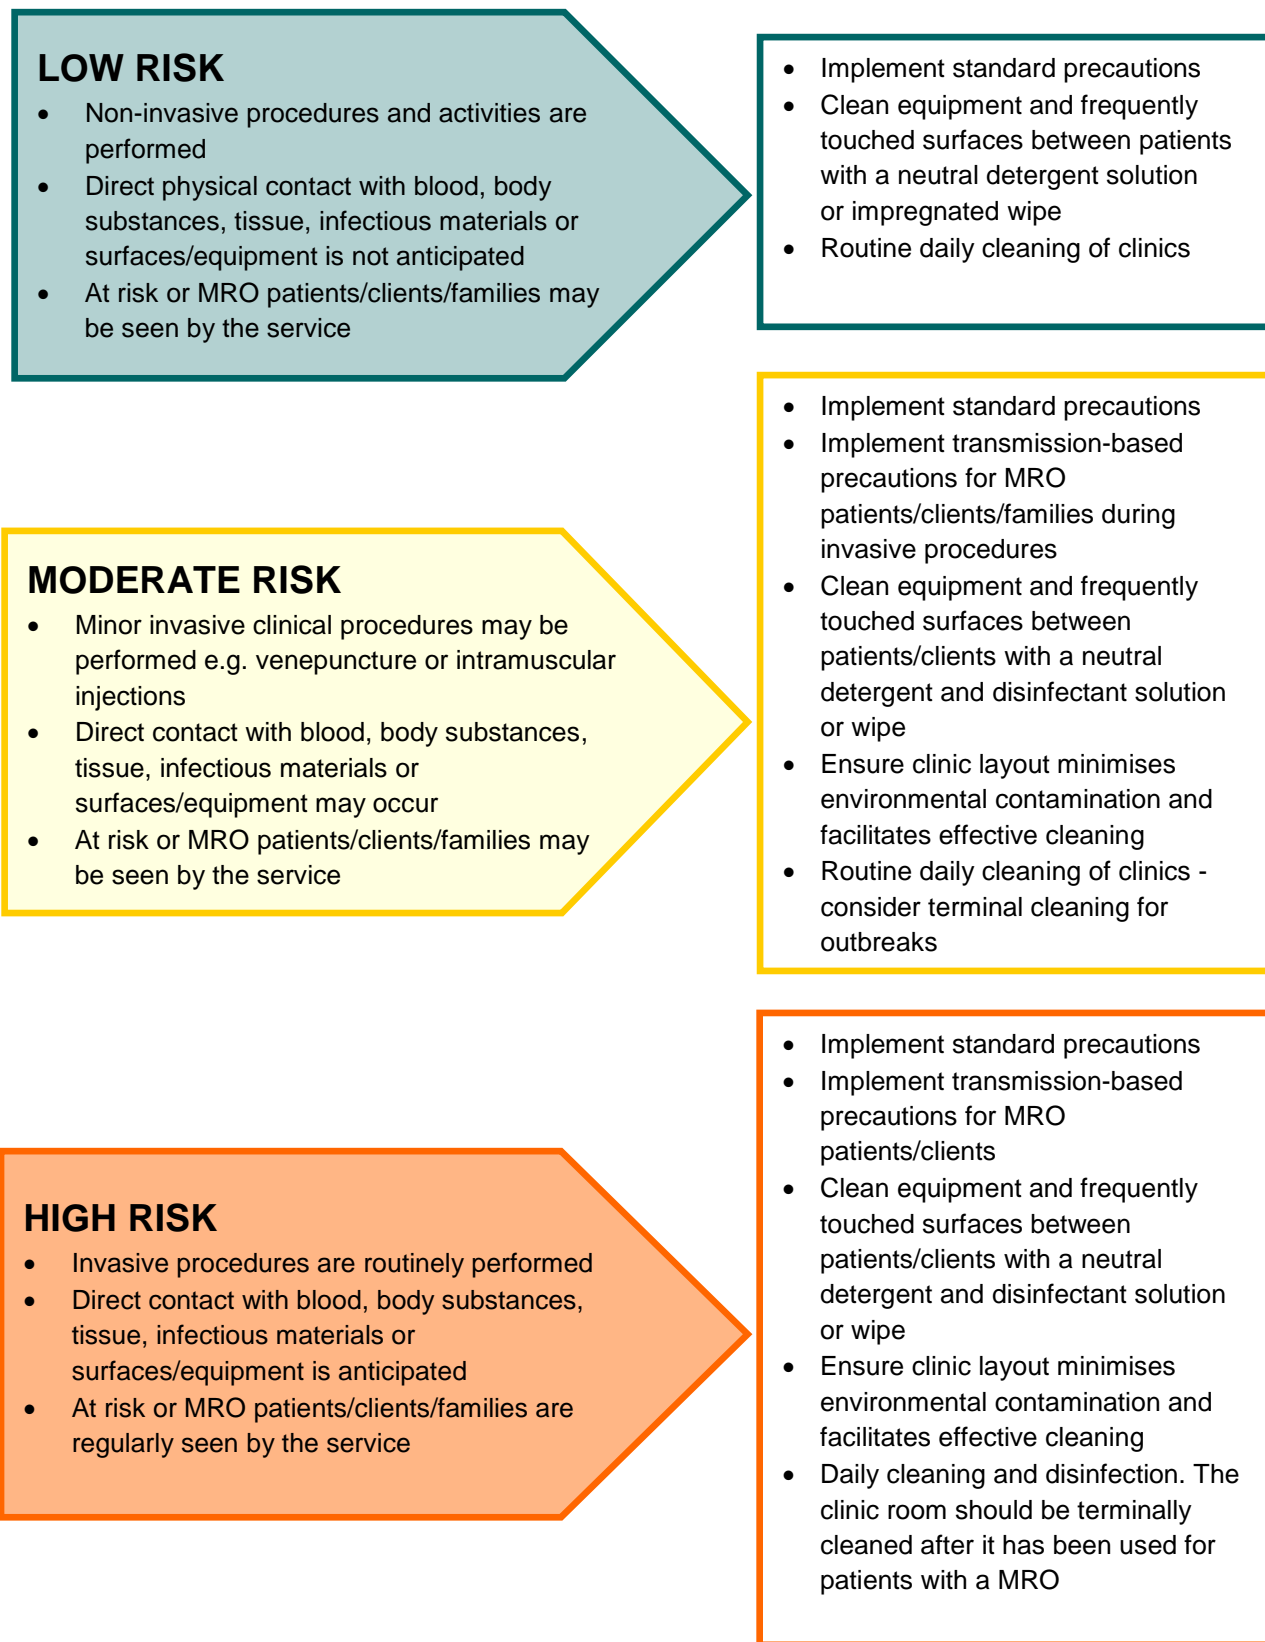 LOW RISK
• Non-invasive procedures and activities are
performed
• Direct physical contact with blood, body
substances, tissue, infectious materials or
surfaces/equipment is not anticipated
• At risk or MRO patients/clients/families may
be seen by the service
• Implement standard precautions
• Clean equipment and frequently
touched surfaces between patients
with a neutral detergent solution
or impregnated wipe
• Routine daily cleaning of clinics
MODERATE RISK
• Minor invasive clinical procedures may be
performed e.g. venepuncture or intramuscular
injections
• Direct contact with blood, body substances,
tissue, infectious materials or
surfaces/equipment may occur
• At risk or MRO patients/clients/families may
be seen by the service
• Implement standard precautions
• Implement transmission-based
precautions for MRO
patients/clients/families during
invasive procedures
• Clean equipment and frequently
touched surfaces between
patients/clients with a neutral
detergent and disinfectant solution
or wipe
• Ensure clinic layout minimises
environmental contamination and
facilitates effective cleaning
• Routine daily cleaning of clinics -
consider terminal cleaning for
outbreaks
HIGH RISK
• Invasive procedures are routinely performed
• Direct contact with blood, body substances,
tissue, infectious materials or
surfaces/equipment is anticipated
• At risk or MRO patients/clients/families are
regularly seen by the service
• Implement standard precautions
• Implement transmission-based
precautions for MRO
patients/clients
• Clean equipment and frequently
touched surfaces between
patients/clients with a neutral
detergent and disinfectant solution
or wipe
• Ensure clinic layout minimises
environmental contamination and
facilitates effective cleaning
• Daily cleaning and disinfection. The
clinic room should be terminally
cleaned after it has been used for
patients with a MRO